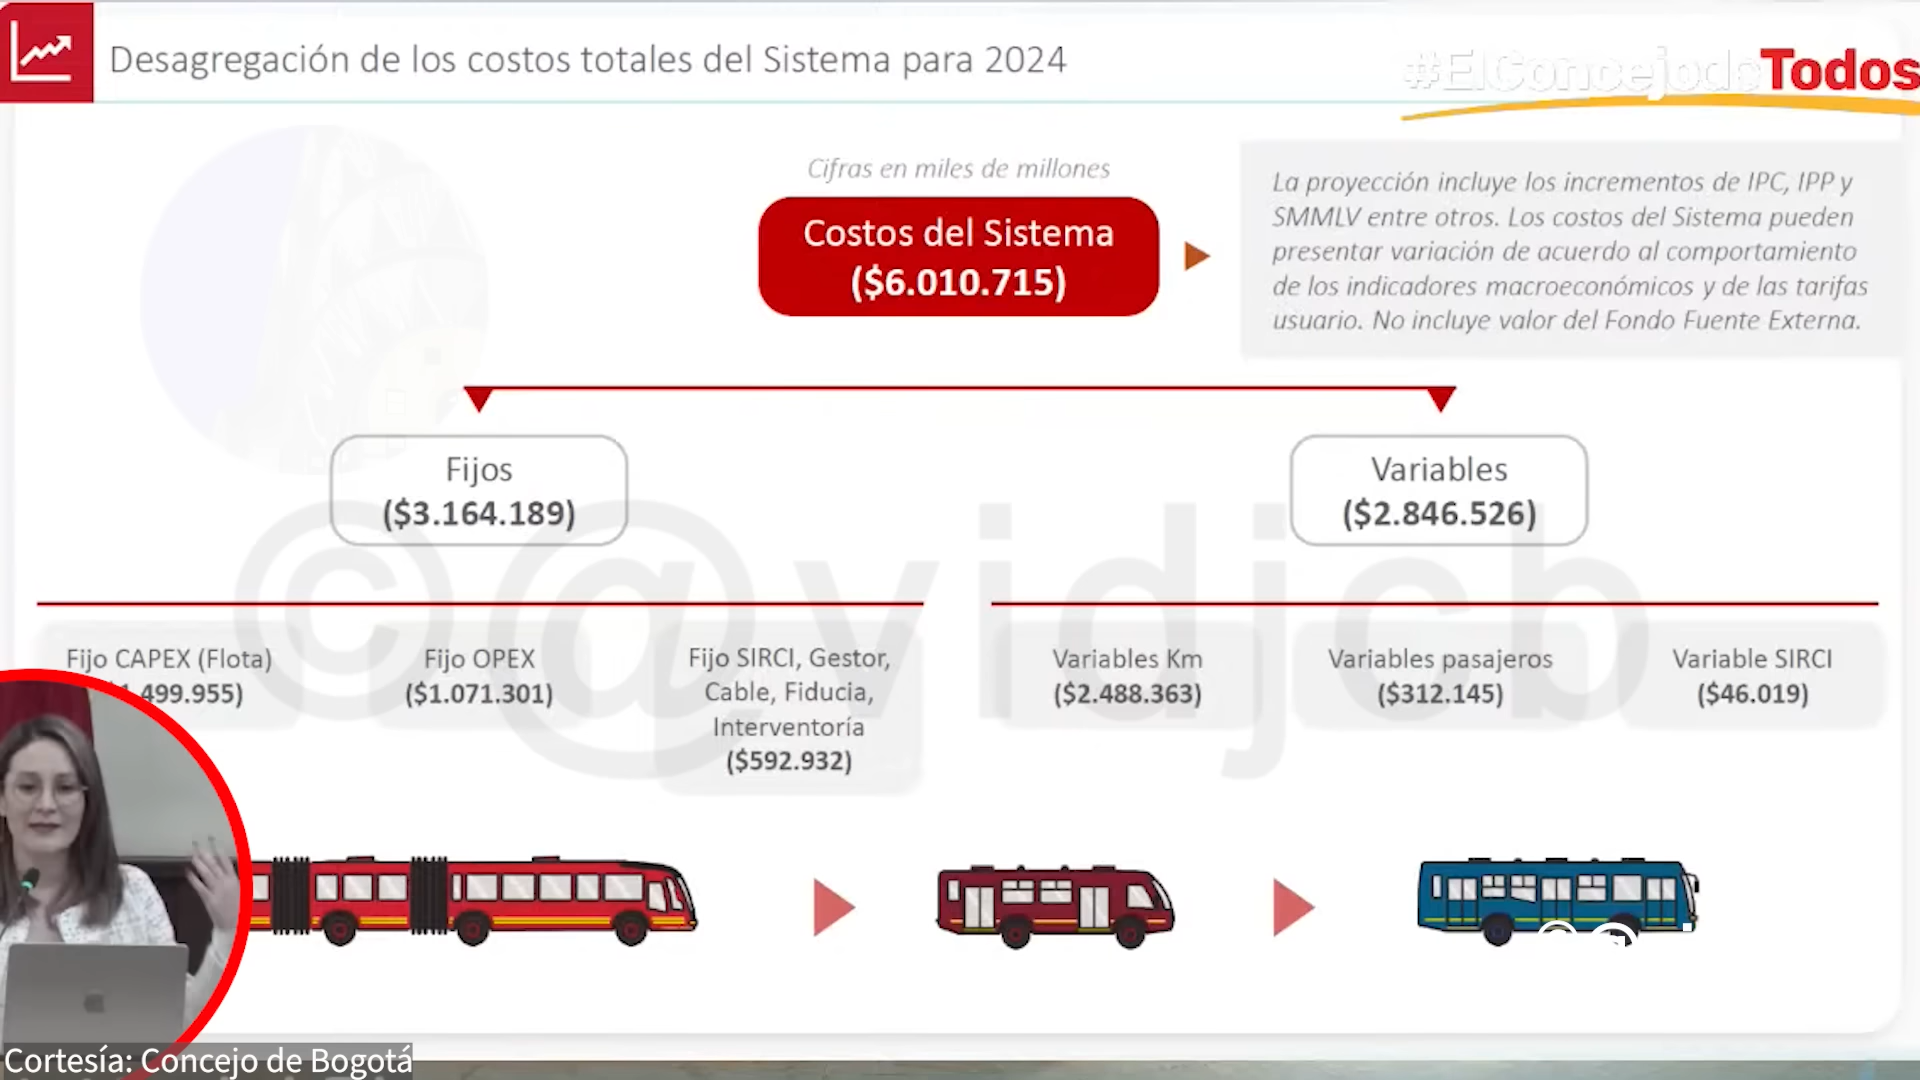 Desagregación de los costos totales del Sistema para 2024
#ElConcejodeTodos
Cifras en miles de millones
Costos del Sistema
($6.010.715)
La proyección incluye los incrementos de IPC, IPP y
SMMLV entre otros. Los costos del Sistema pueden
presentar variación de acuerdo al comportamiento
de los indicadores macroeconómicos y de las tarifas
usuario. No incluye valor del Fondo Fuente Externa.
Fijos
($3.164.189)
Variables
($2.846.526)
©@vidjcb
Fijo CAPEX (Flota)
499.955)
Fijo OPEX
($1.071.301)
Fijo SIRCI, Gestor,
Cable, Fiducia,
Interventoría
($592.932)
Variables Km
($2.488.363)
Variables pasajeros
($312.145)
Variable SIRCI
($46.019)
Cortesía: Concejo de Bogotá